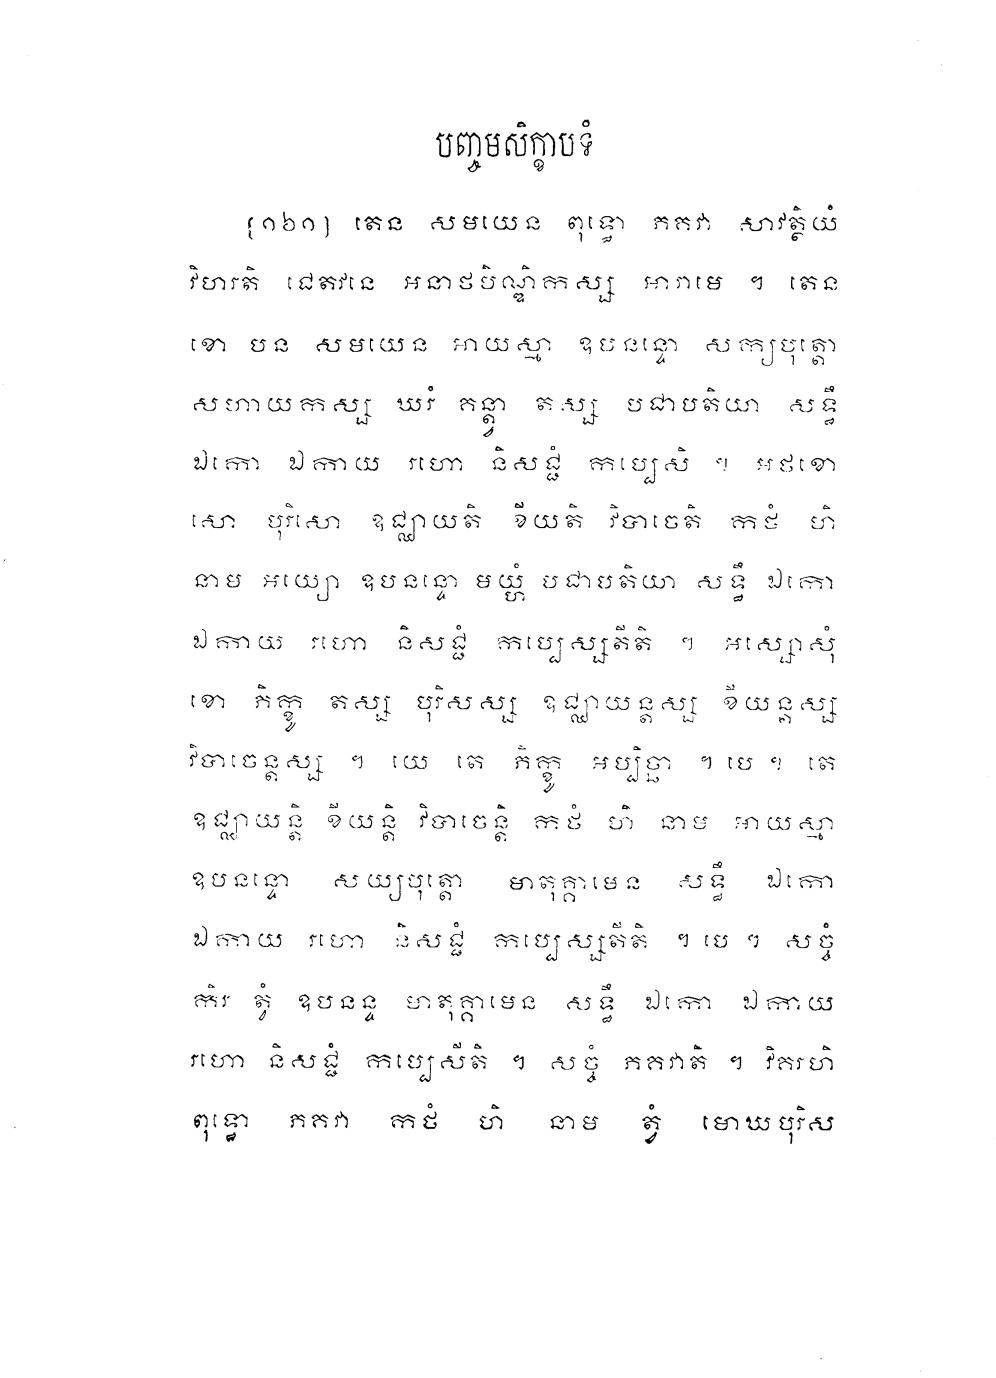 បញ្ចមសិក្ខាបទំ
[១៦១] តេន សមយេន ពុទ្ធោ ភគវា សាវត្ថិយំ
វិហរតិ ជេតវនេ អនាថបិណ្ឌិកស្ស អារាមេ ។ តេន
ខោ បន សមយេន អាយស្មា ឧបនន្ទោ សក្យបុត្តោ
សហាយកស្ស ឃរំ គន្ត្វា តស្ស បជាបតិយា សទ្ធឹ
ឯកោ ឯកាយ រហោ និសជ្ជំ កប្បេសិ ។ អថខោ
សោ បុរិសោ ឧជ្ឈាយតិ ខីយតិ វិបាចេតិ កថំ ហិ
នាម អយ្យោ ឧបនន្ទោ មយ្ហំ បជាបតិយា សទ្ធឹ ឯកោ
ឯកាយ រហោ និសជ្ជំ កប្បេស្សតីតិ ។ អស្សោសុំ
ខោ ភិក្ខូ តស្ស បុរិសស្ស ឧជ្ឈាយន្តស្ស ខីយន្តស្ស
វិបាចេន្តស្ស ។ យេ តេ ភិក្ខូ អប្បិច្ឆា ។ បេ ។ តេ
ឧជ្ឈាយន្តិ ខីយន្តិ វិបាចេន្តិ កថំ ហិ នាម អាយស្មា
ឧបនន្ទោ សយ្យបុត្តោ មាតុគ្គាមេន សទ្ធឹ ឯកោ
ឯកាយ រហោ និសជ្ជំ កប្បេស្សតីតិ ។ បេ ។ សច្ចំ
កិរ ត្វំ ឧបនន្ទ មាតុគ្គាមេន សទ្ធឹ ឯកោ ឯកាយ
រហោ និសជ្ជំ កប្បេសីតិ ។ សច្ចំ ភគវាតិ ។ វិគរហិ
ពុទ្ធោ ភគវា កថំ ហិ នាម ត្វំ មោឃបុរិស